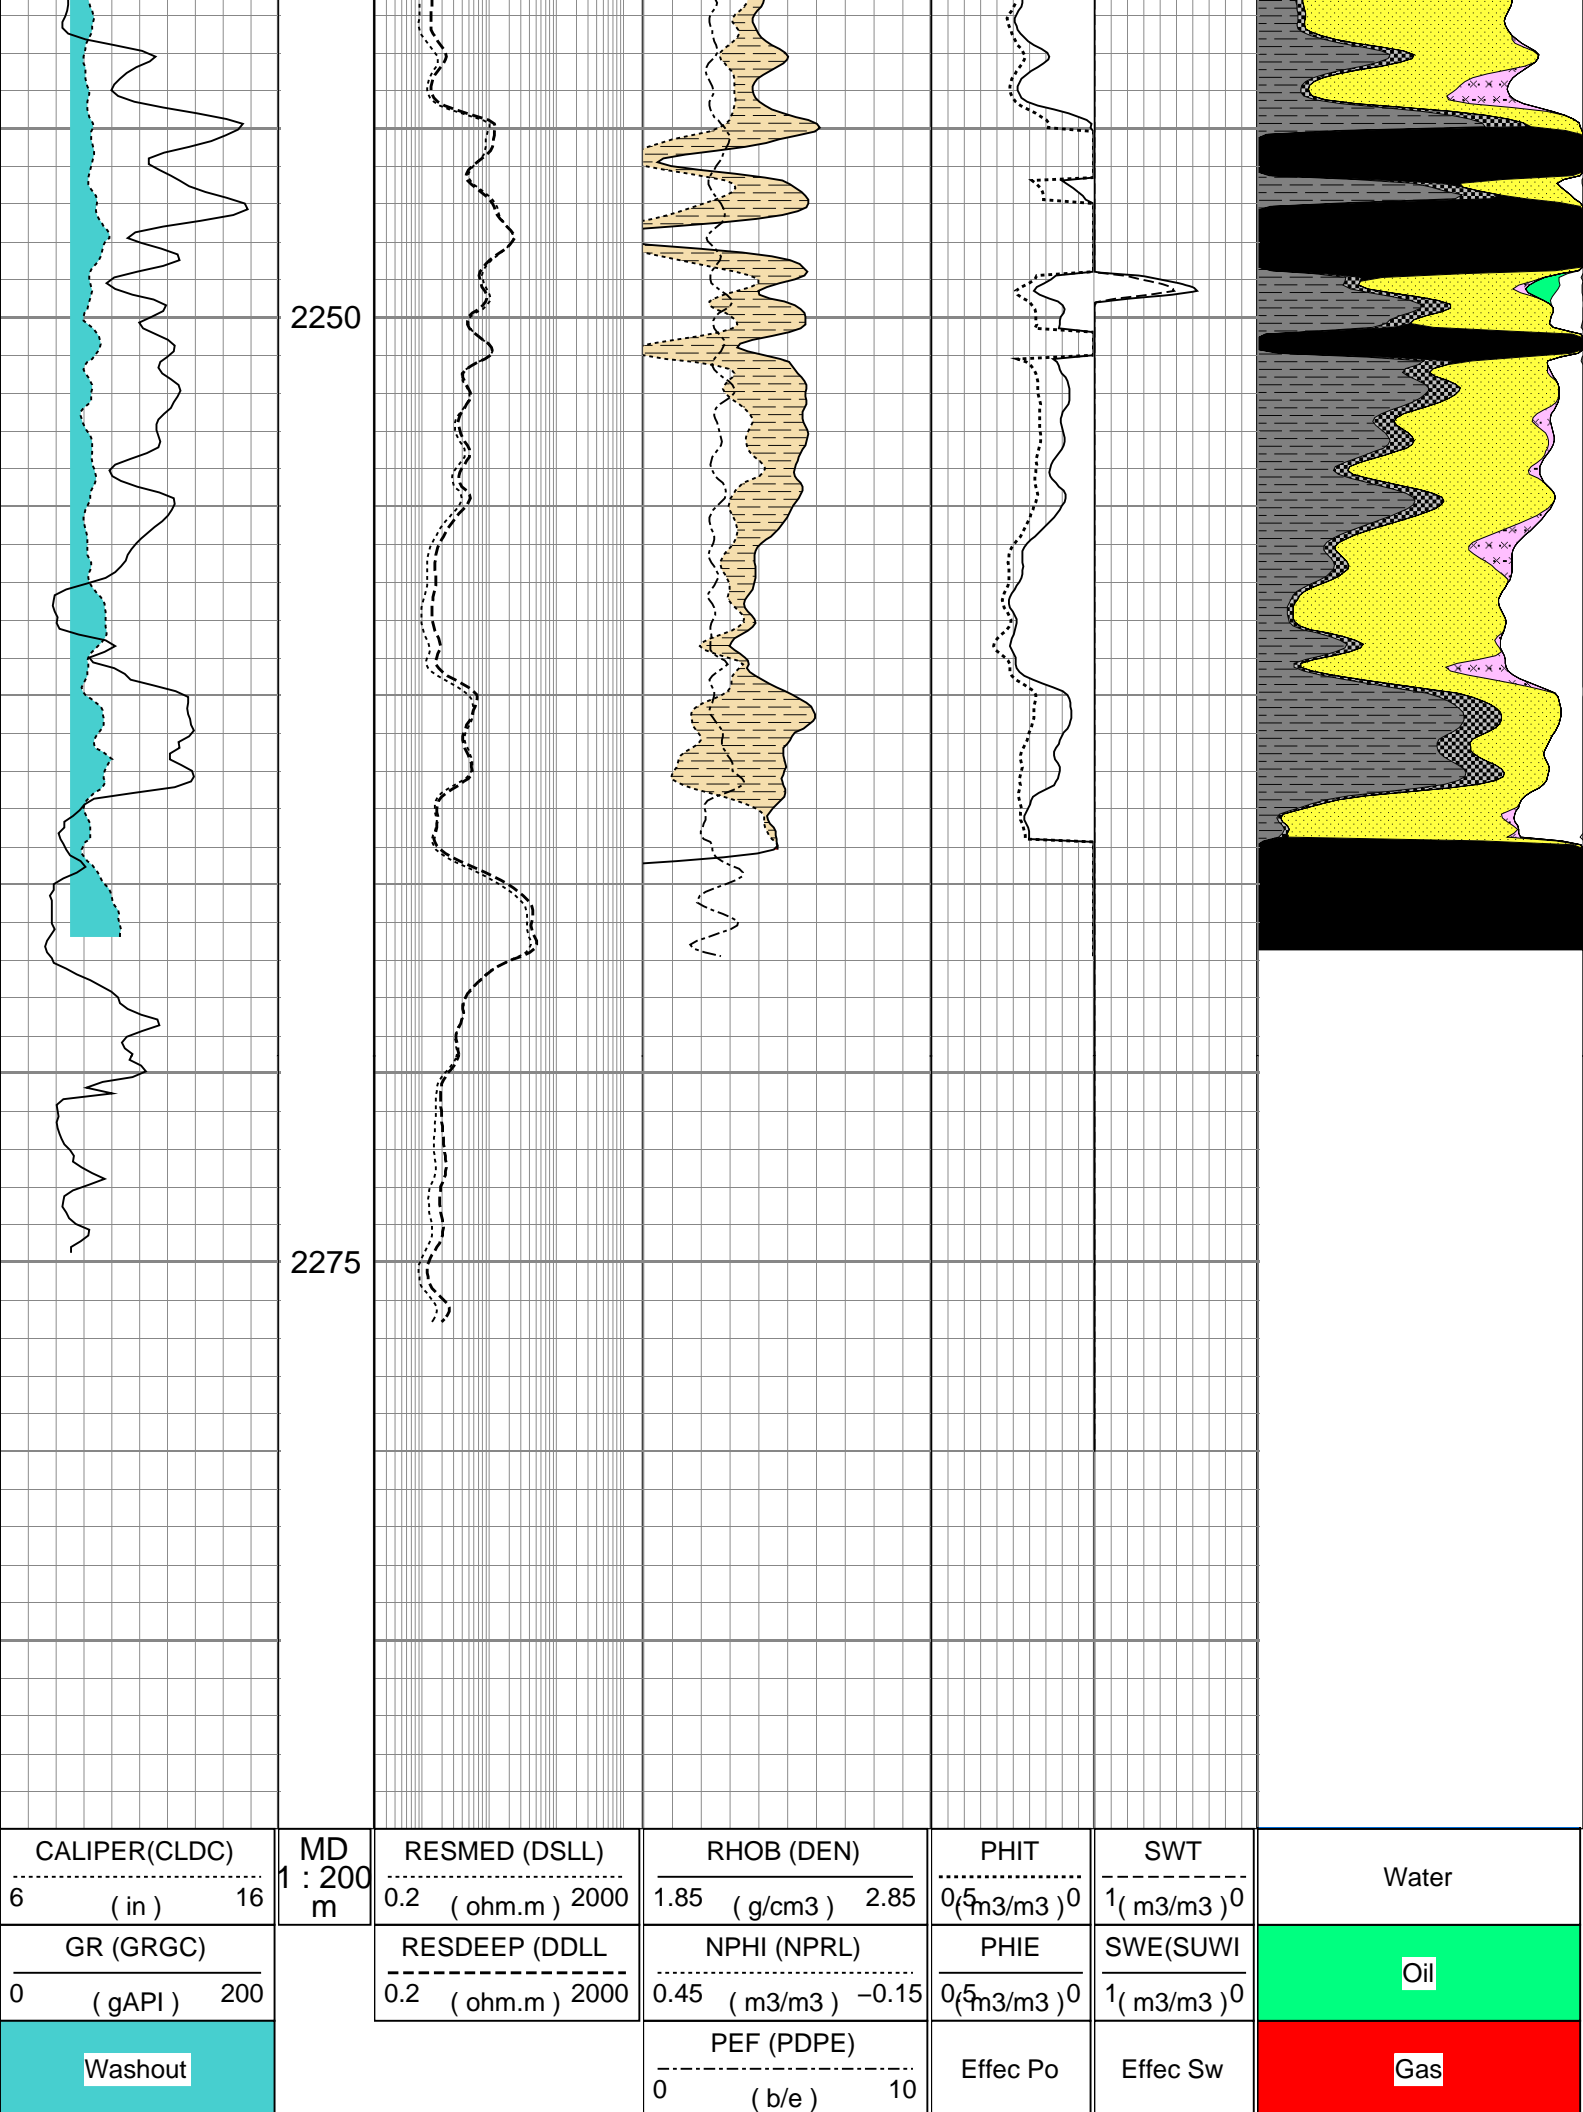 2250
2275
CALIPER(CLDC)
6 ( in ) 16
GR (GRGC)
0 ( gAPI ) 200
Washout
MD
1 : 200
m
RESMED (DSLL)
0.2 ( ohm.m ) 2000
RESDEEP (DDLL
0.2 ( ohm.m ) 2000
RHOB (DEN)
1.85 ( g/cm3 ) 2.85
NPHI (NPRL)
0.45 ( m3/m3 ) −0.15
PEF (PDPE)
0 ( b/e ) 10
PHIT
0.5 ( m3/m3 ) 0
PHIE
0.5 ( m3/m3 ) 0
Effec Po
SWT
1 ( m3/m3 ) 0
SWE(SUWI
1 ( m3/m3 ) 0
Effec Sw
Water
Oil
Gas